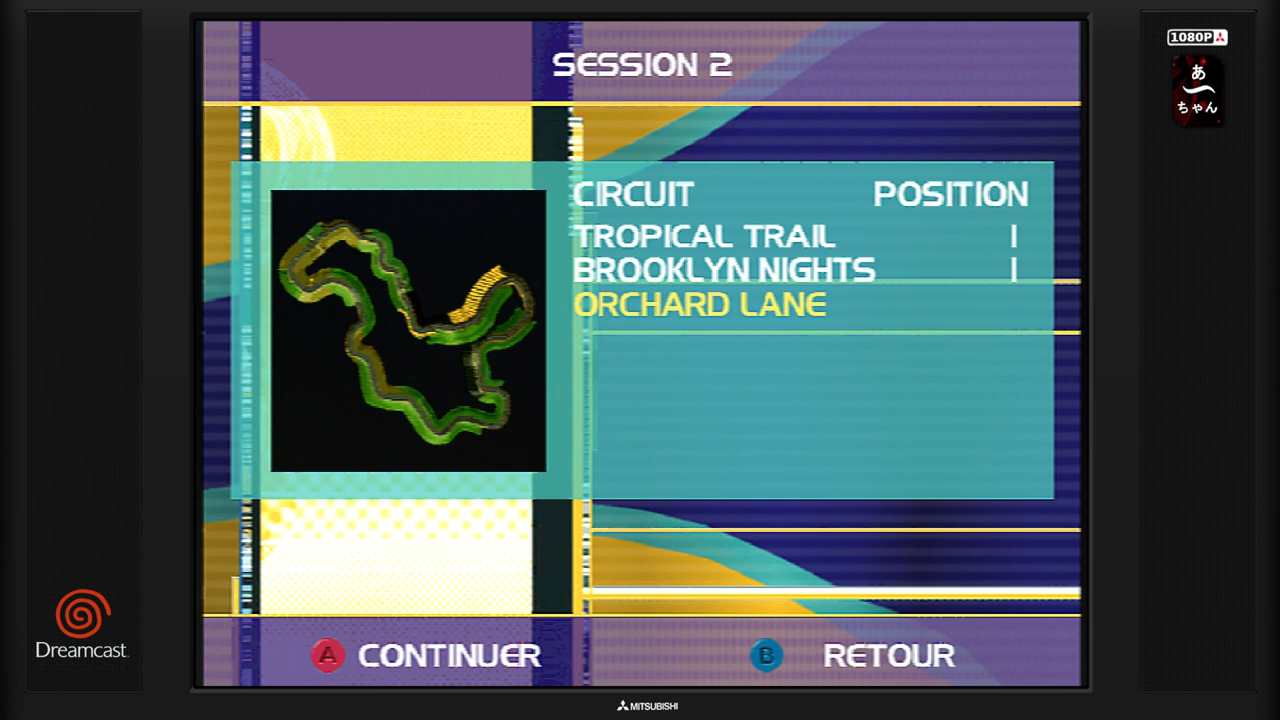 SESSION 2
1080P
あ
ー
ちゃん
CIRCUIT POSITION
TROPICAL TRAIL 1
BROOKLYN NIGHTS 1
ORCHARD LANE
Dreamcast
A CONTINUER B RETOUR
MITSUBISHI